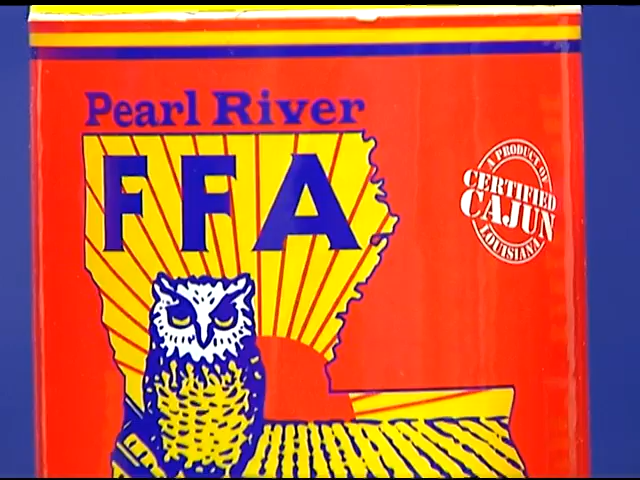 Pearl River
FFA
A PRODUCT OF
CERTIFIED
CAJUN
LOUISIANA